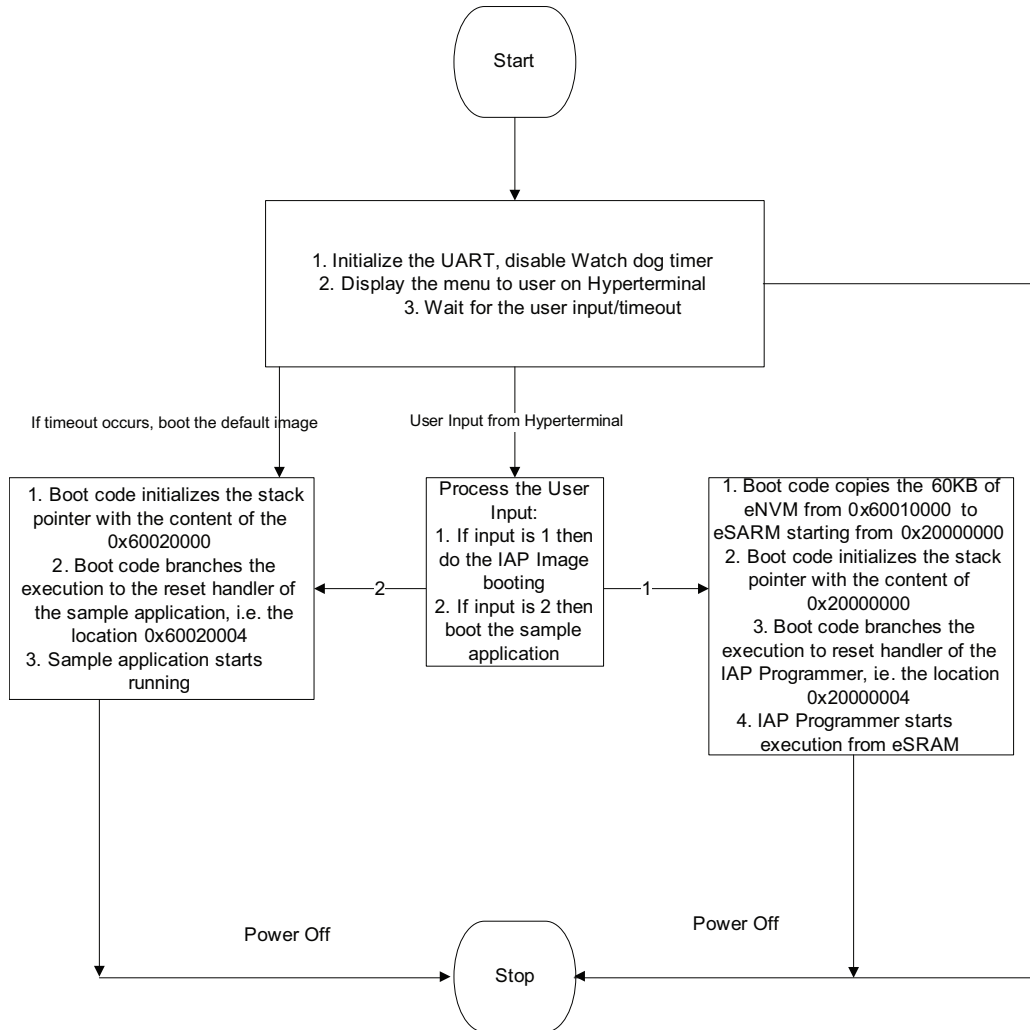 Start
1. Initialize the UART, disable Watch dog timer
2. Display the menu to user on Hyperterminal
3. Wait for the user input/timeout
If timeout occurs, boot the default image
User Input from Hyperterminal
1. Boot code initializes the stack
pointer with the content of the
0x60020000
2. Boot code branches the
execution to the reset handler of
the sample application, i.e. the
location 0x60020004
3. Sample application starts
running
2
Process the User
Input:
1. If input is 1 then
do the IAP Image
booting
2. If input is 2 then
boot the sample
application
1
1. Boot code copies the 60KB of
eNVM from 0x60010000 to
eSARM starting from 0x20000000
2. Boot code initializes the stack
pointer with the content of
0x20000000
3. Boot code branches the
execution to reset handler of the
IAP Programmer, i.e. the location
0x20000004
4. IAP Programmer starts
execution from eSRAM
Power Off
Power Off
Stop